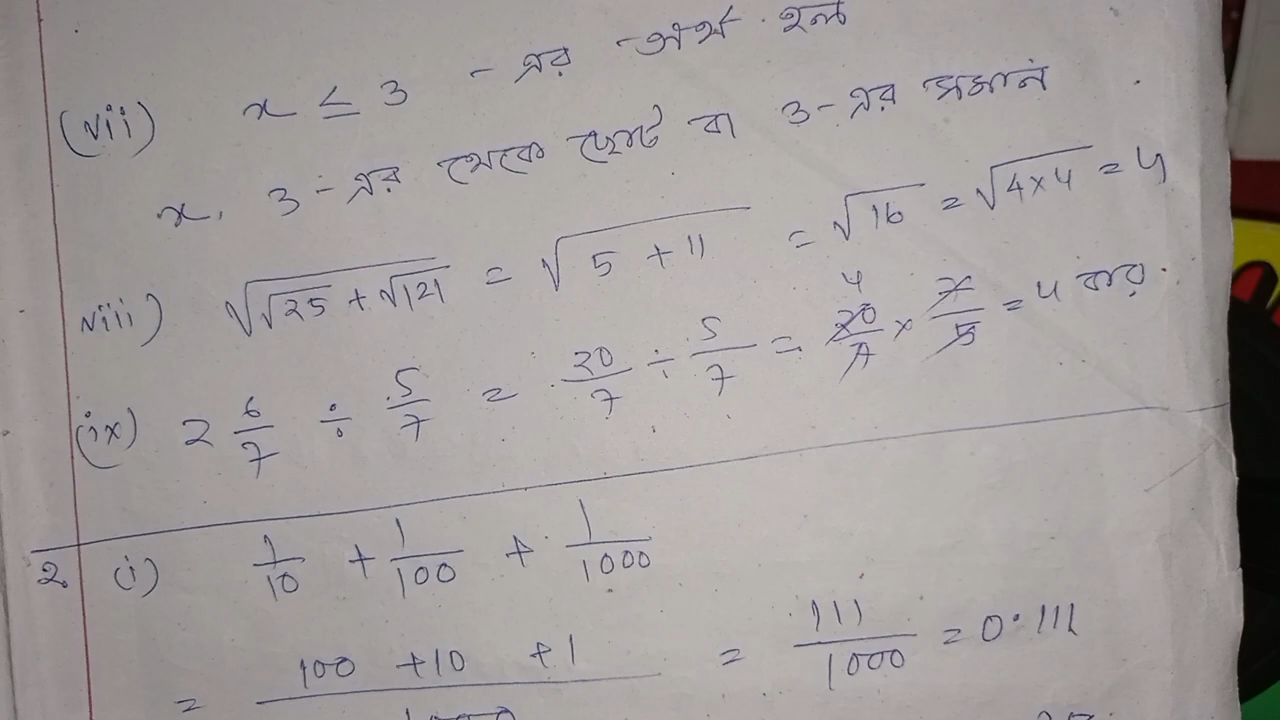 (vii) x ≤ 3 - এর অর্থ হল
x, 3 - এর থেকে ছোট বা 3 - এর সমান
viii) √(√25 + √121) = √(5 + 11) = √16 = √(4×4) = 4
(ix) 2 6/7 ÷ 5/7 = 20/7 ÷ 5/7 = 20/7 × 7/5 = 4 বার.
2. (i) 1/10 + 1/100 + 1/1000
= (100 + 10 + 1)/1000 = 111/1000 = 0.111